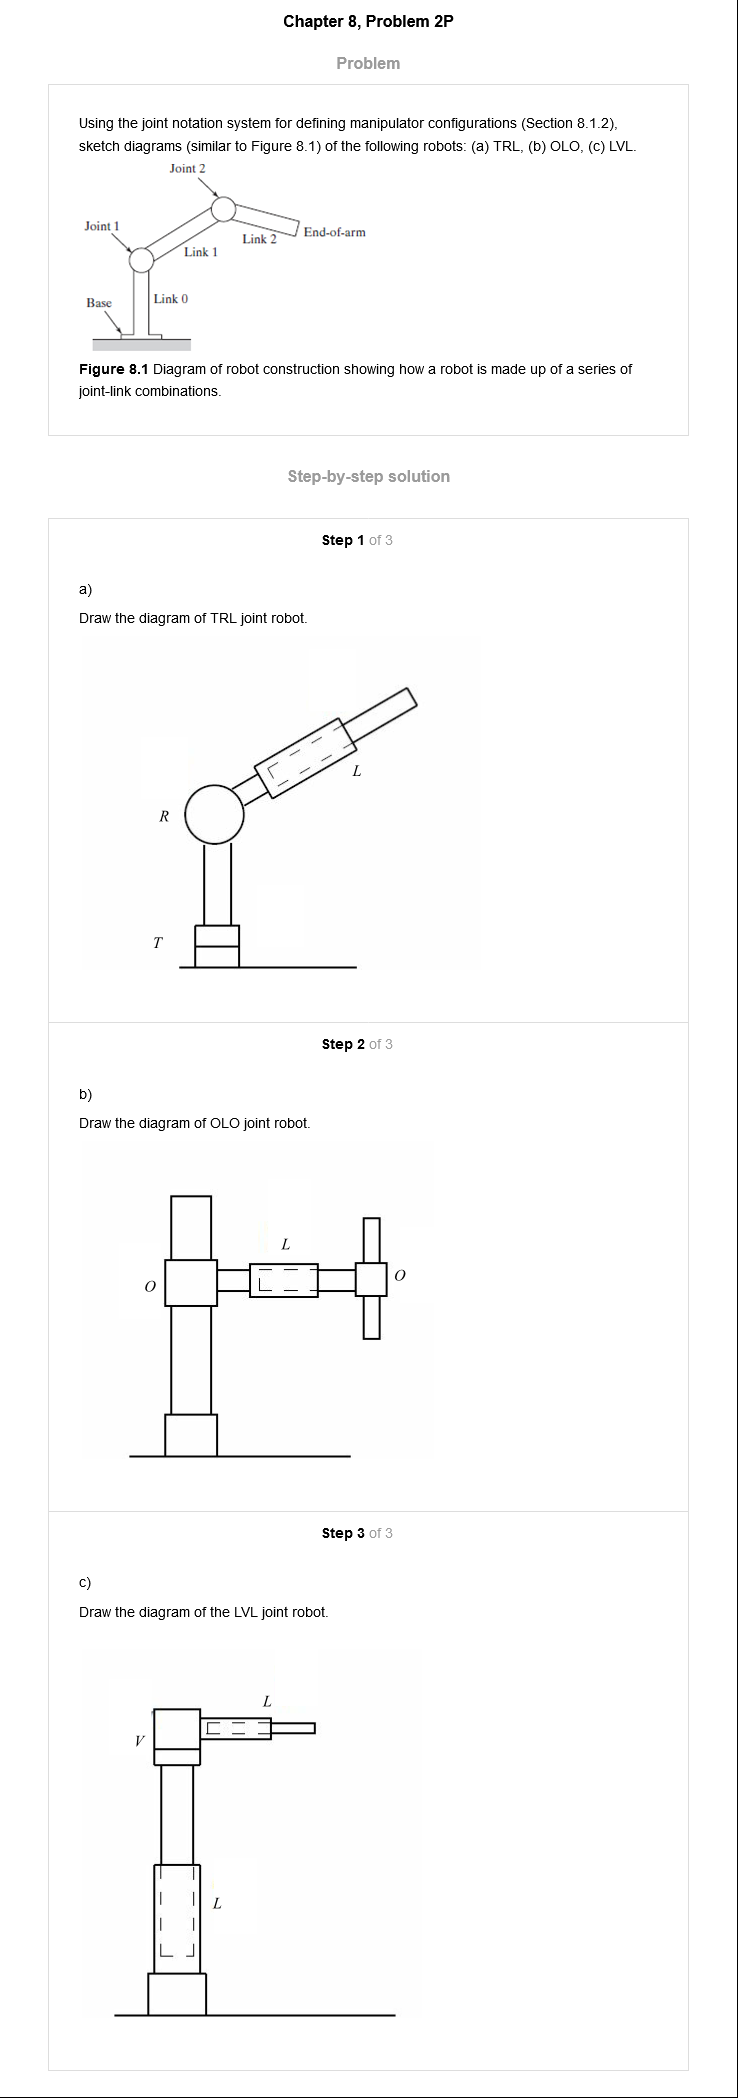 Chapter 8, Problem 2P
Problem
Using the joint notation system for defining manipulator configurations (Section 8.1.2),
sketch diagrams (similar to Figure 8.1) of the following robots: (a) TRL, (b) OLO, (c) LVL.
Joint 2
Joint 1
Link 2
End-of-arm
Link 1
Base
Link 0
Figure 8.1 Diagram of robot construction showing how a robot is made up of a series of
joint-link combinations.
Step-by-step solution
Step 1 of 3
a)
Draw the diagram of TRL joint robot.
L
R
T
Step 2 of 3
b)
Draw the diagram of OLO joint robot.
L
O
O
Step 3 of 3
c)
Draw the diagram of the LVL joint robot.
L
V
L